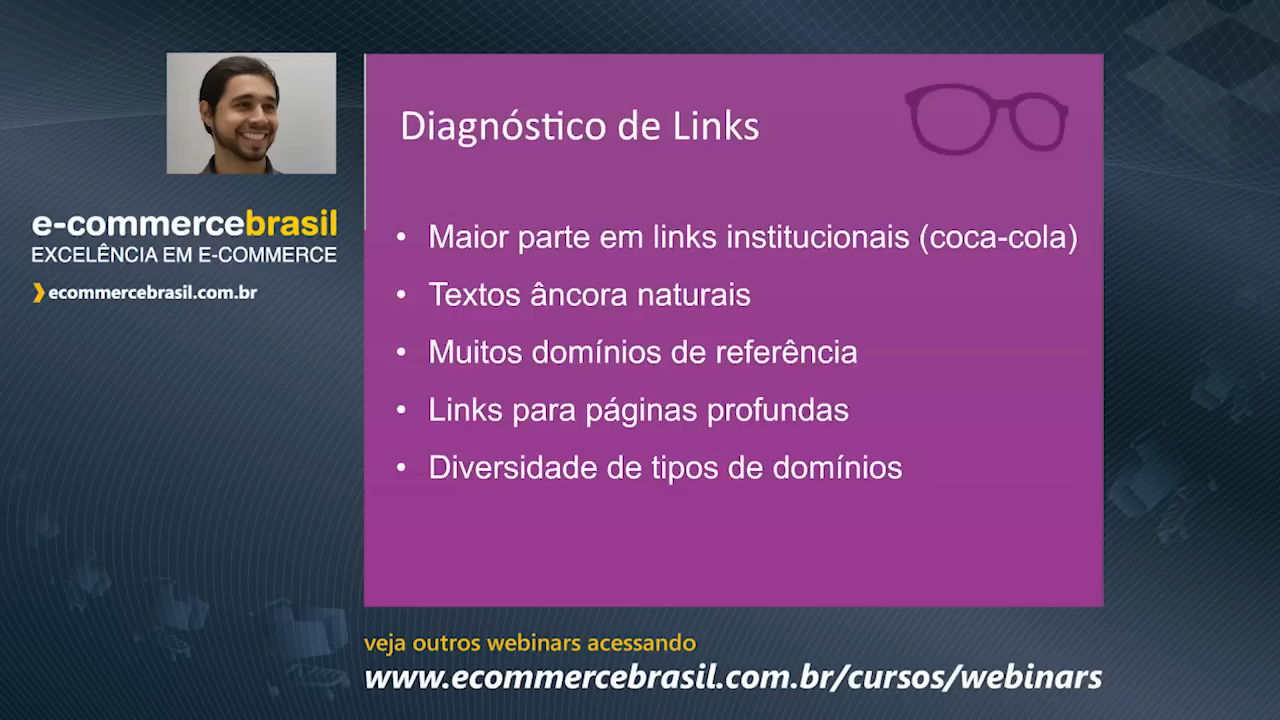 e-commercebrasil
EXCELÊNCIA EM E-COMMERCE
ecommercebrasil.com.br
Diagnóstico de Links
• Maior parte em links institucionais (coca-cola)
• Textos âncora naturais
• Muitos domínios de referência
• Links para páginas profundas
• Diversidade de tipos de domínios
veja outros webinars acessando
www.ecommercebrasil.com.br/cursos/webinars